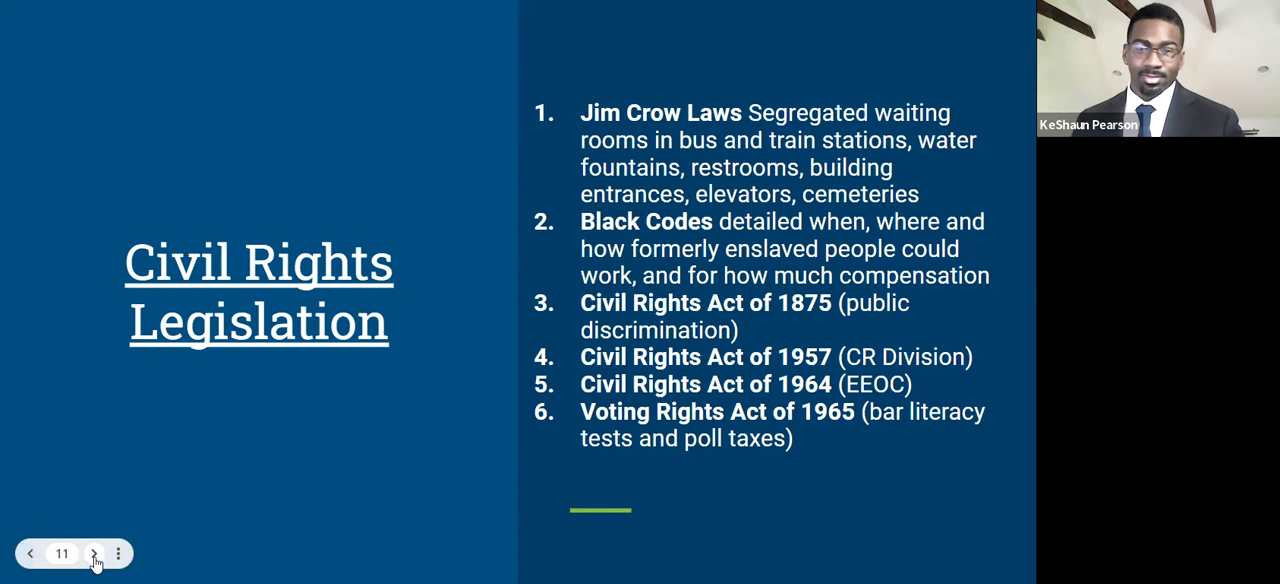 Civil Rights
Legislation
1. Jim Crow Laws Segregated waiting
rooms in bus and train stations, water
fountains, restrooms, building
entrances, elevators, cemeteries
2. Black Codes detailed when, where and
how formerly enslaved people could
work, and for how much compensation
3. Civil Rights Act of 1875 (public
discrimination)
4. Civil Rights Act of 1957 (CR Division)
5. Civil Rights Act of 1964 (EEOC)
6. Voting Rights Act of 1965 (bar literacy
tests and poll taxes)
KeShaun Pearson
11